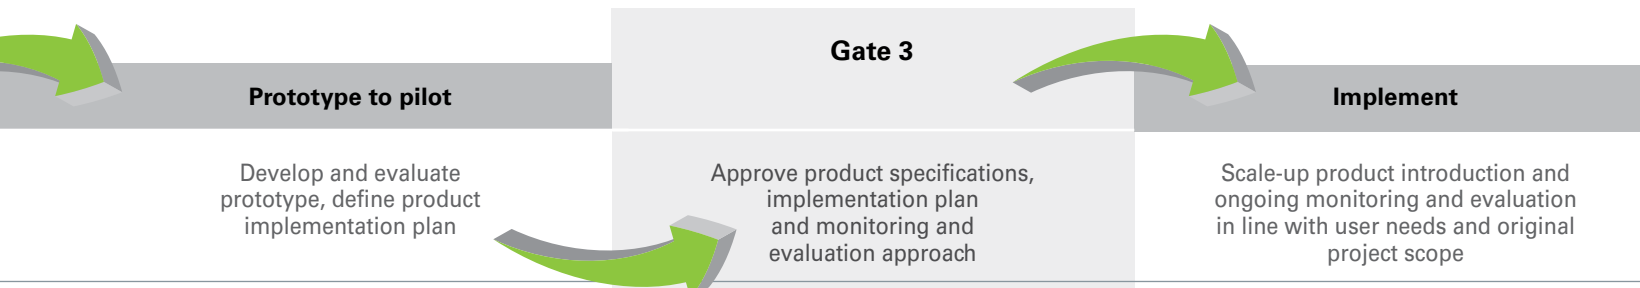 Prototype to pilot
Develop and evaluate
prototype, define product
implementation plan
Gate 3
Approve product specifications,
implementation plan
and monitoring and
evaluation approach
Implement
Scale-up product introduction and
ongoing monitoring and evaluation
in line with user needs and original
project scope